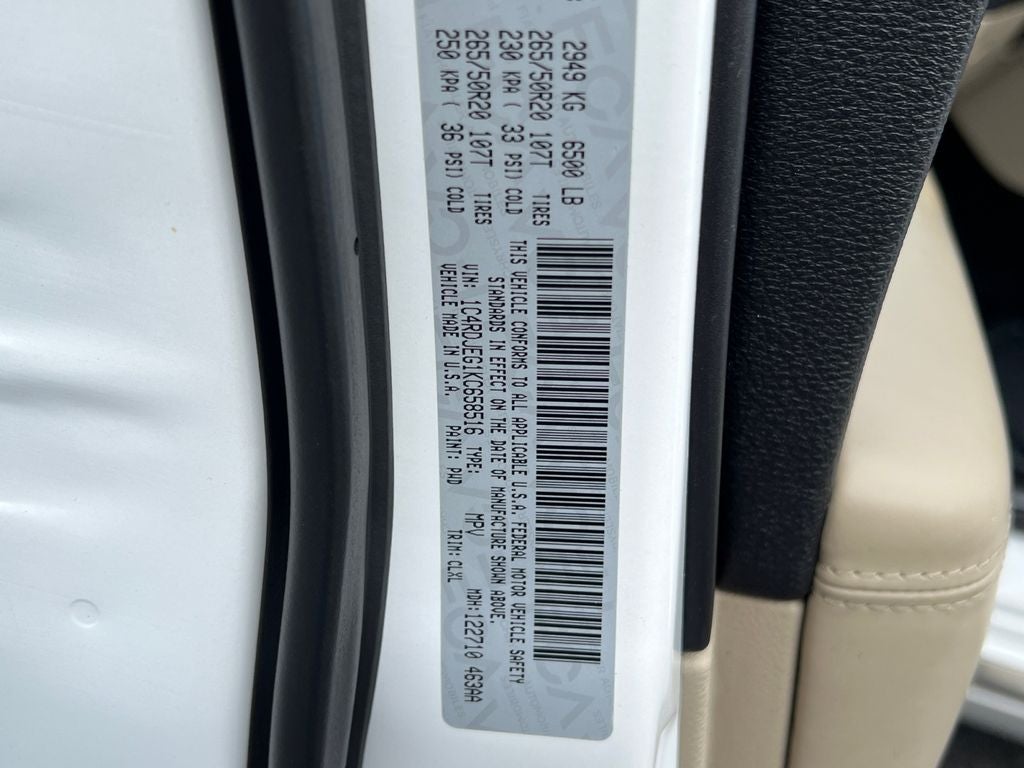 2949 KG 6500 LB
265/50R20 107T TIRES
230 KPA ( 33 PSI) COLD
265/50R20 107T TIRES
250 KPA ( 36 PSI) COLD
THIS VEHICLE CONFORMS TO ALL APPLICABLE U.S.A. FEDERAL MOTOR VEHICLE SAFETY
STANDARDS IN EFFECT ON THE DATE OF MANUFACTURE SHOWN ABOVE.
VIN: 1C4RDJEG1KC658516 TYPE: MPV MDH:122710 463AA
VEHICLE MADE IN U.S.A. PAINT: PWD TRIM: CLXL